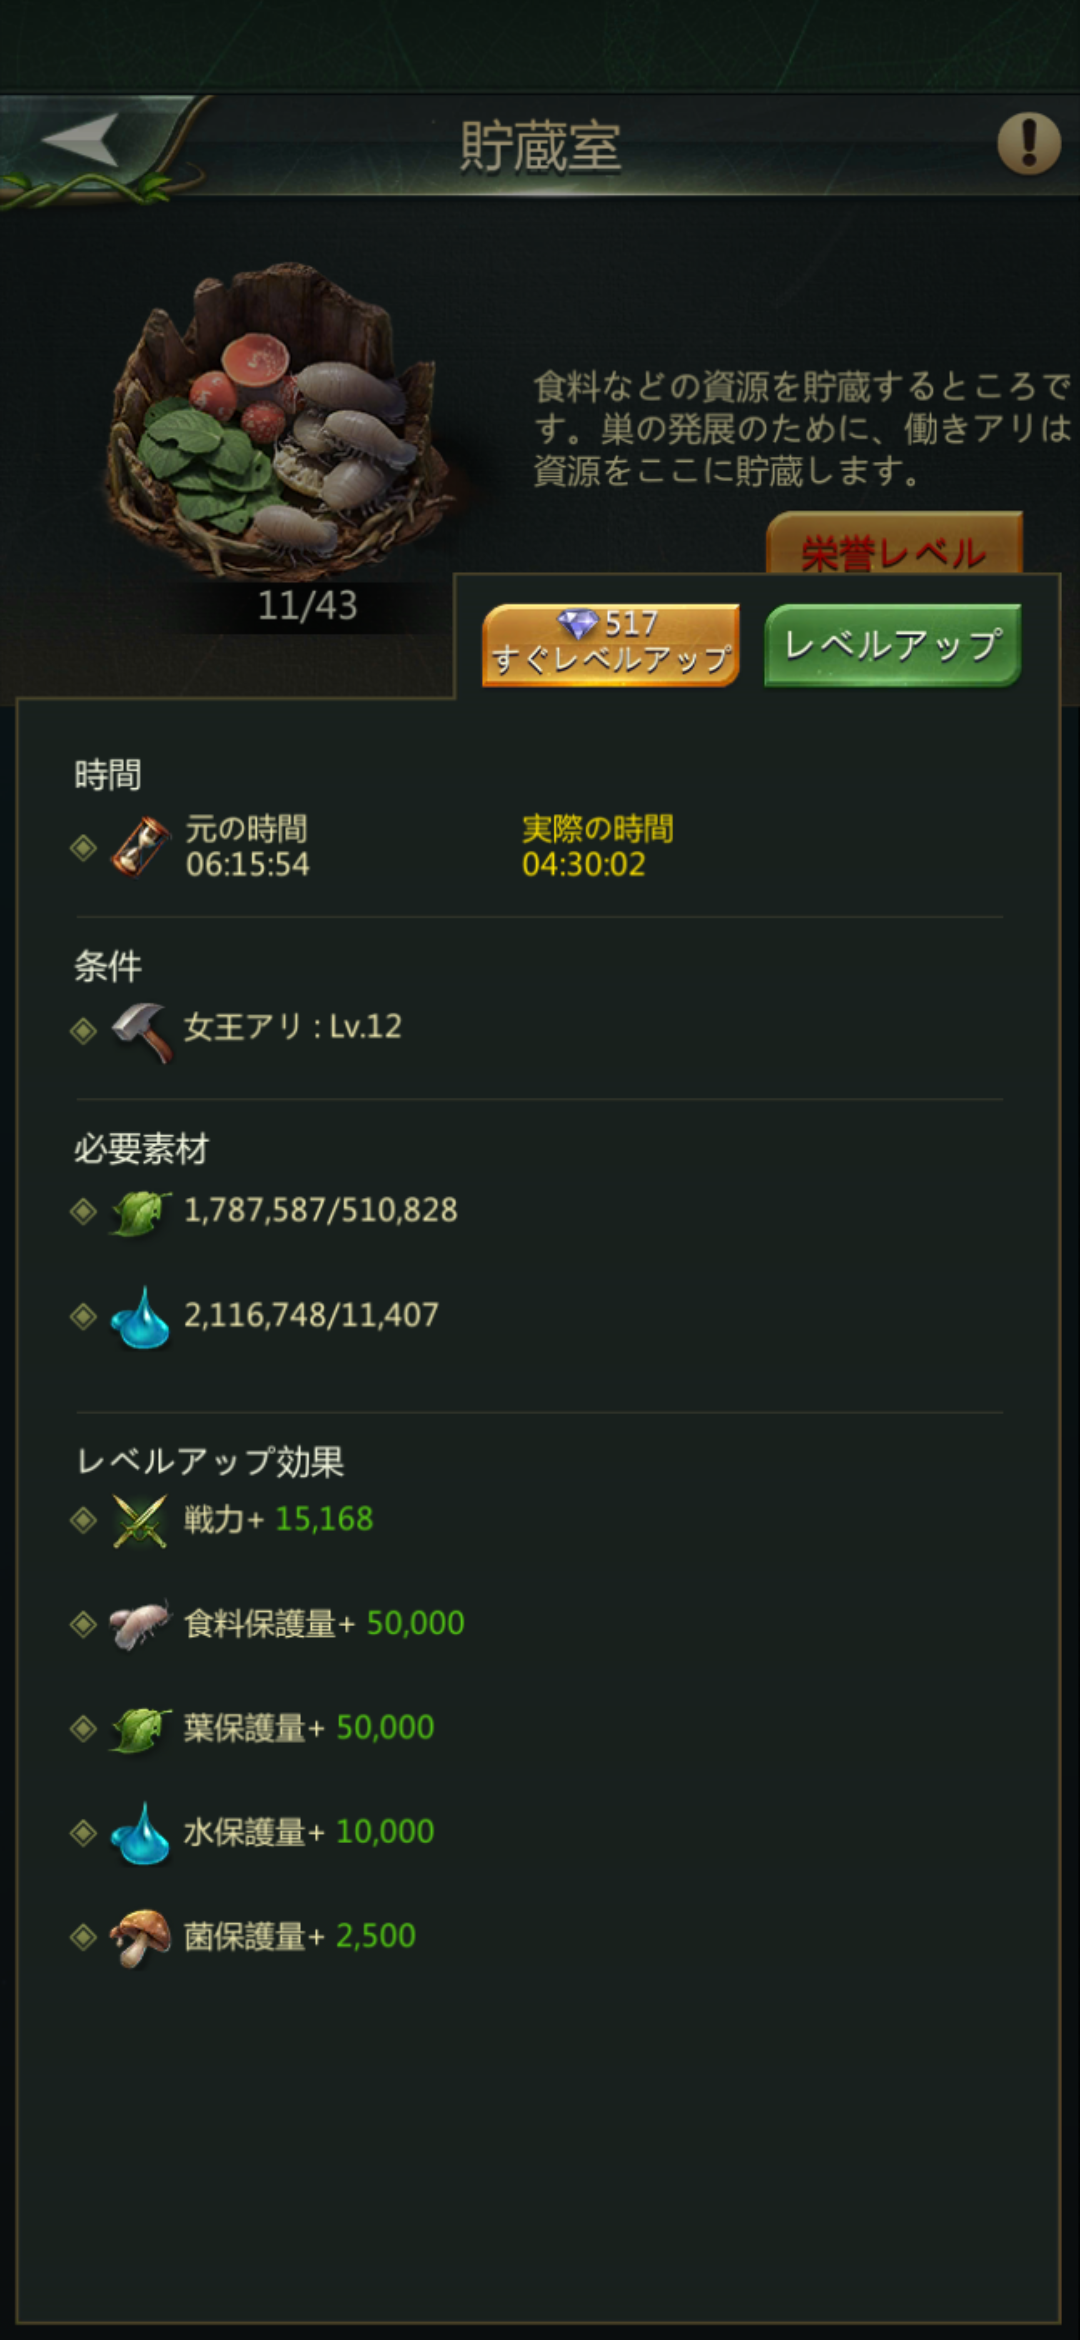 貯蔵室
食料などの資源を貯蔵するところで
す。巣の発展のために、働きアリは
資源をここに貯蔵します。
栄誉レベル
11/43
517
すぐレベルアップ
レベルアップ
時間
元の時間
06:15:54
実際の時間
04:30:02
条件
女王アリ : Lv.12
必要素材
1,787,587/510,828
2,116,748/11,407
レベルアップ効果
戦力+ 15,168
食料保護量+ 50,000
葉保護量+ 50,000
水保護量+ 10,000
菌保護量+ 2,500